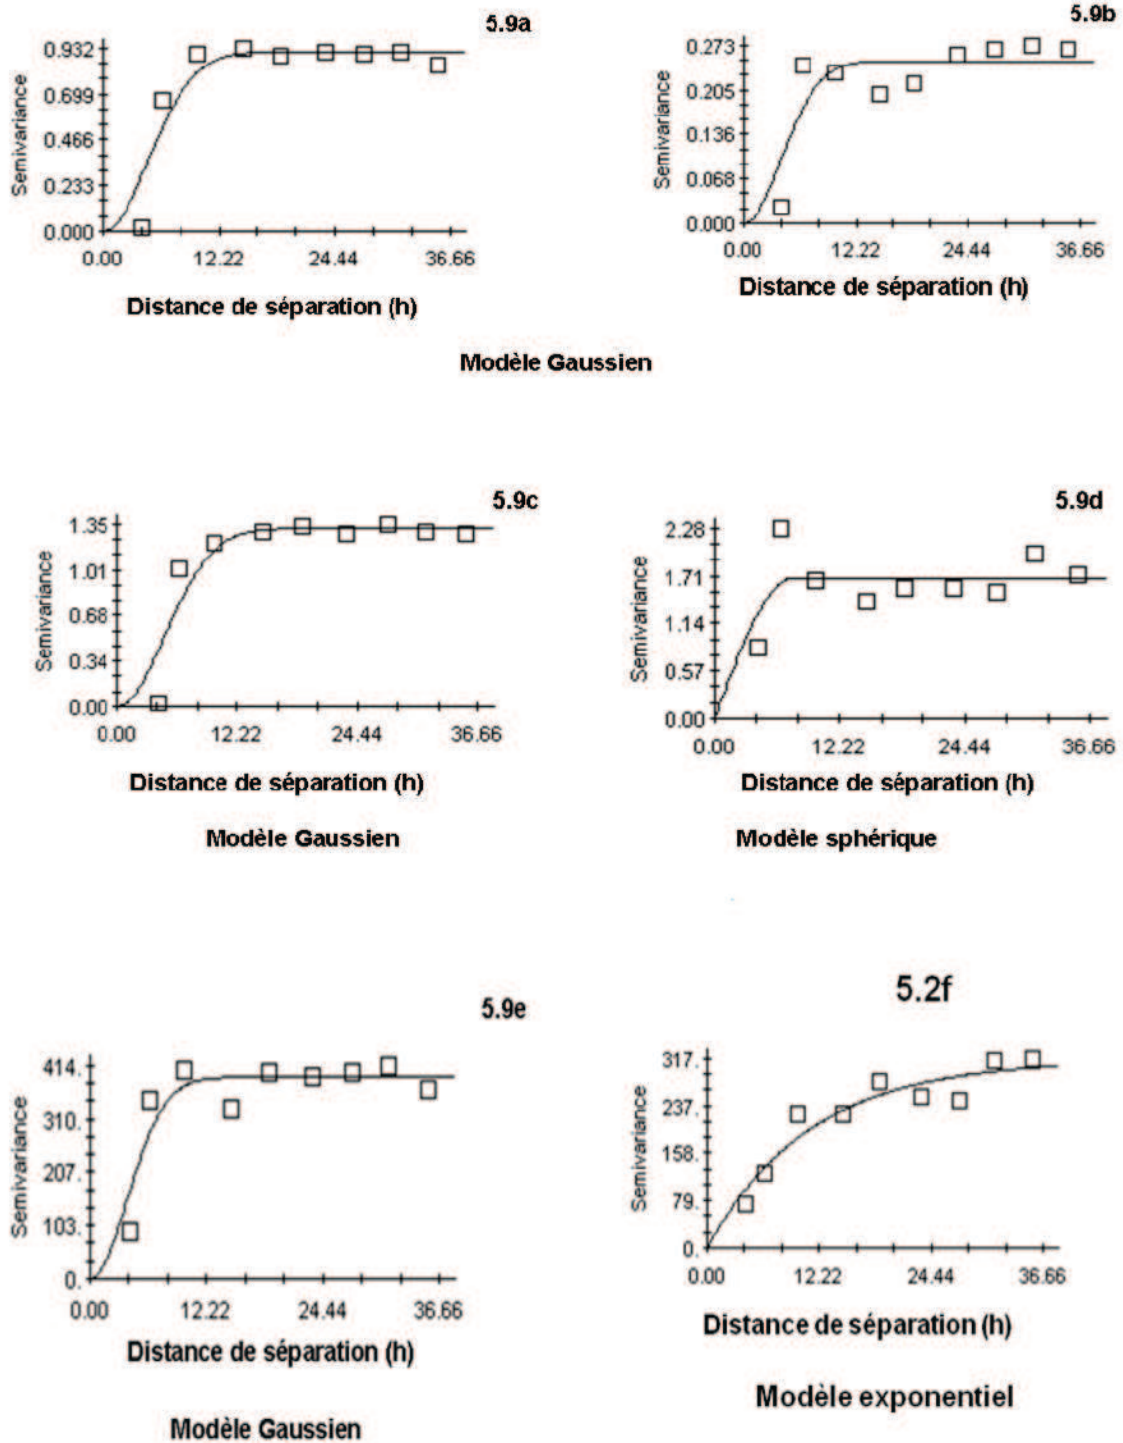 5.9a
Semivariance
0.932
0.699
0.466
0.233
0.000
0.00 12.22 24.44 36.66
Distance de séparation (h)
5.9b
Semivariance
0.273
0.205
0.136
0.068
0.000
0.00 12.22 24.44 36.66
Distance de séparation (h)
Modèle Gaussien
5.9c
Semivariance
1.35
1.01
0.68
0.34
0.00
0.00 12.22 24.44 36.66
Distance de séparation (h)
Modèle Gaussien
5.9d
Semivariance
2.28
1.71
1.14
0.57
0.00
0.00 12.22 24.44 36.66
Distance de séparation (h)
Modèle sphérique
5.9e
Semivariance
414.
310.
207.
103.
0.
0.00 12.22 24.44 36.66
Distance de séparation (h)
Modèle Gaussien
5.2f
Semivariance
317.
237.
158.
79.
0.
0.00 12.22 24.44 36.66
Distance de séparation (h)
Modèle exponentiel